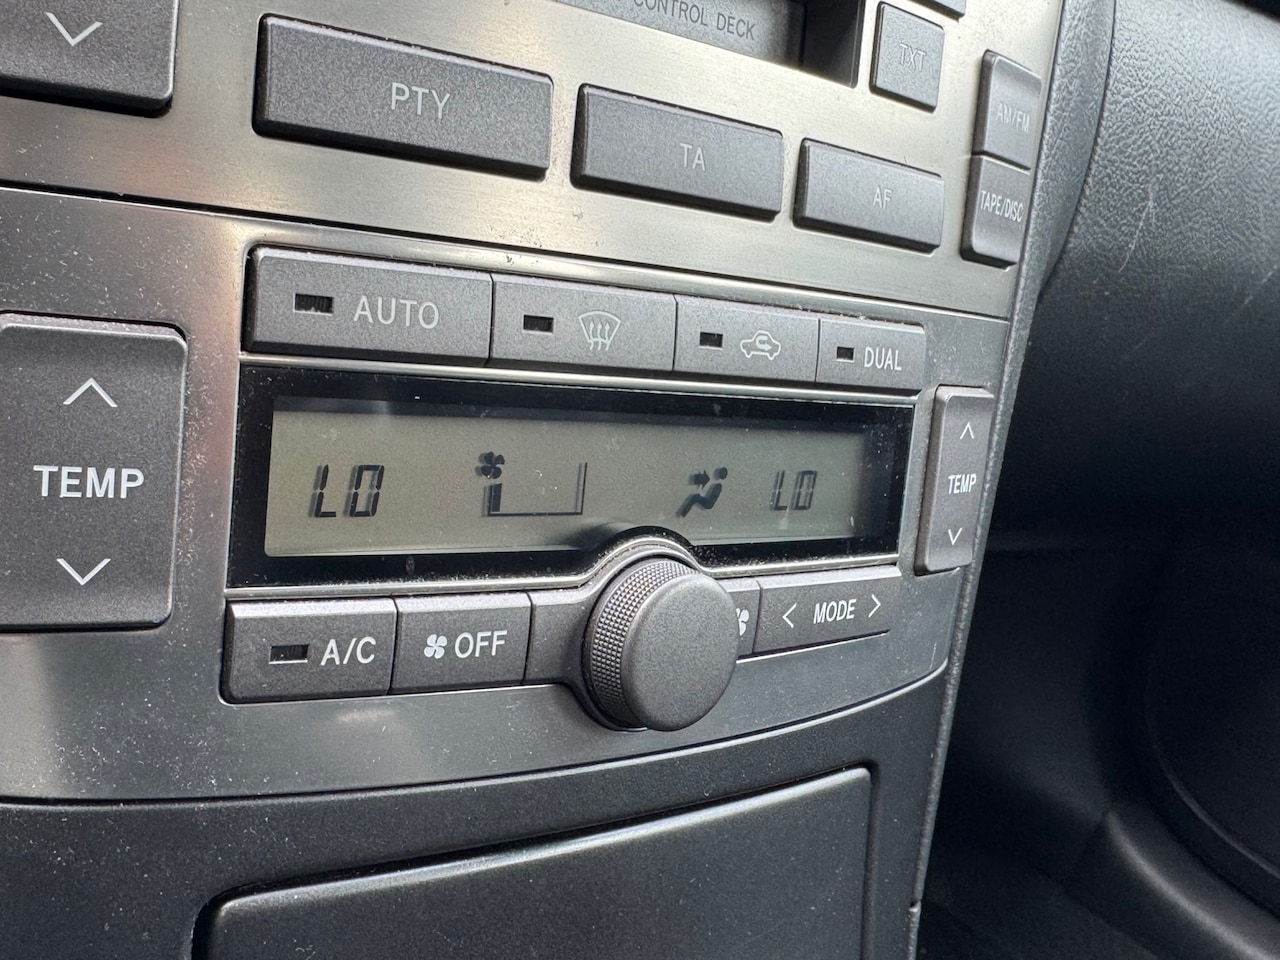 CONTROL DECK
TXT
PTY
TA
AF
AM/FM
TAPE/DISC
AUTO
DUAL
TEMP
LO
LO
TEMP
A/C
OFF
< MODE >